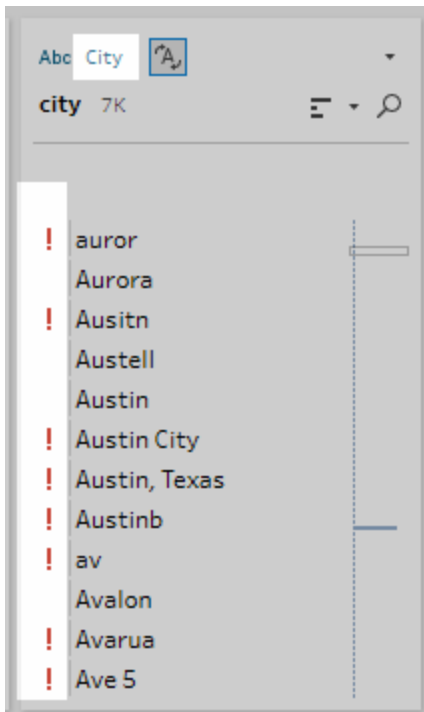 Abc City A
city 7K
! auror
Aurora
! Ausitn
Austell
Austin
! Austin City
! Austin, Texas
! Austinb
! av
Avalon
! Avarua
! Ave 5